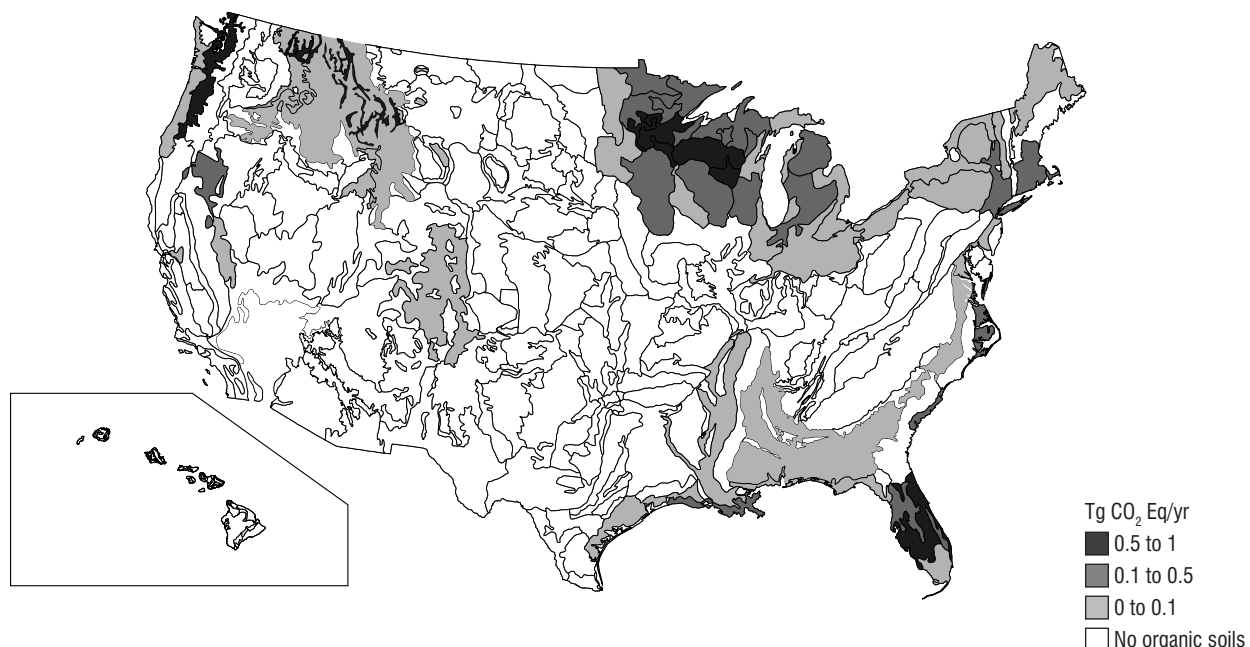 Tg CO₂ Eq/yr
0.5 to 1
0.1 to 0.5
0 to 0.1
No organic soils